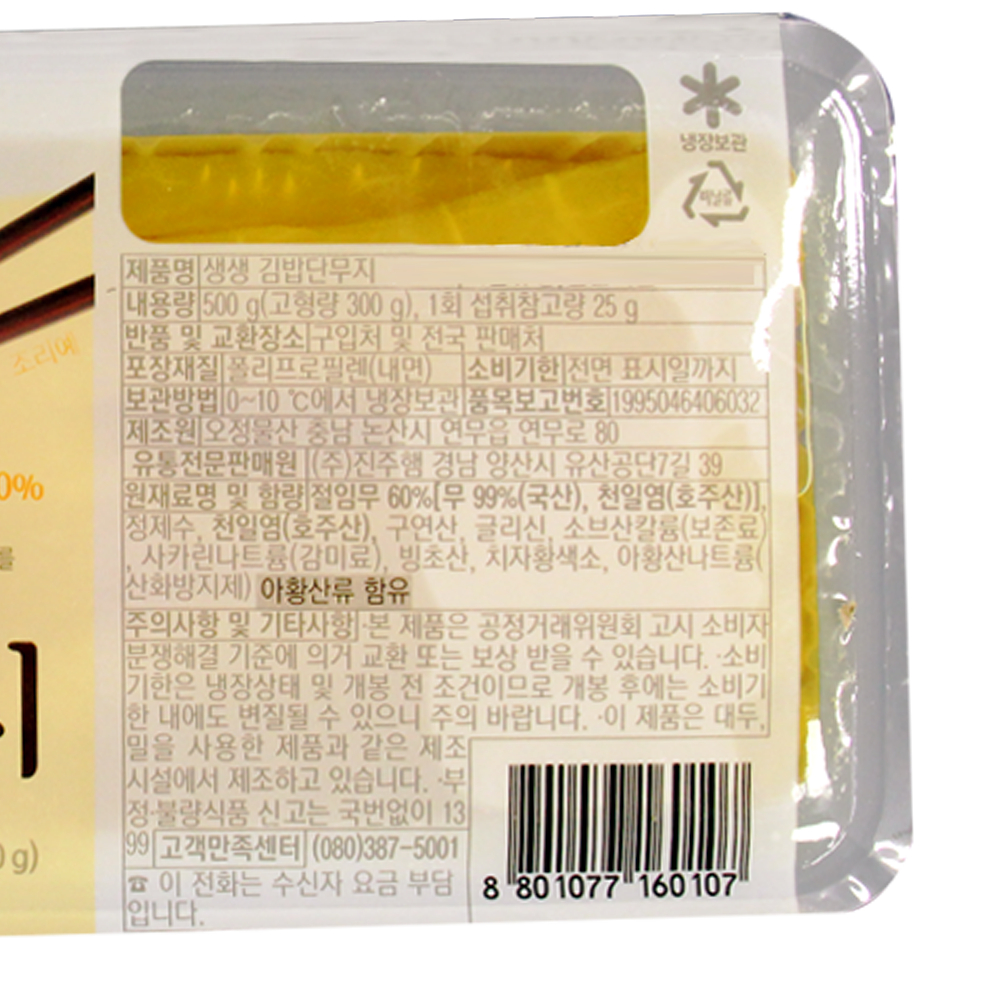 냉장보관
비닐류
제품명 생생 김밥단무지
내용량 500 g(고형량 300 g), 1회 섭취참고량 25 g
반품 및 교환장소 구입처 및 전국 판매처
포장재질 폴리프로필렌(내면) 소비기한 전면 표시일까지
보관방법 0~10 ℃에서 냉장보관 품목보고번호 1995046406032
제조원 오정물산 충남 논산시 연무읍 연무로 80
유통전문판매원 (주)진주햄 경남 양산시 유산공단7길 39
원재료명 및 함량 절임무 60%[무 99%(국산), 천일염(호주산)],
정제수, 천일염(호주산), 구연산, 글리신, 소브산칼륨(보존료)
, 사카린나트륨(감미료), 빙초산, 치자황색소, 아황산나트륨(
산화방지제) 아황산류 함유
주의사항 및 기타사항 ·본 제품은 공정거래위원회 고시 소비자
분쟁해결 기준에 의거 교환 또는 보상 받을 수 있습니다. ·소비
기한은 냉장상태 및 개봉 전 조건이므로 개봉 후에는 소비기
한 내에도 변질될 수 있으니 주의 바랍니다. ·이 제품은 대두,
밀을 사용한 제품과 같은 제조
시설에서 제조하고 있습니다. ·부
정·불량식품 신고는 국번없이 13
99 고객만족센터 (080)387-5001
☎ 이 전화는 수신자 요금 부담
입니다.
8 801077 160107
0%
를
0 g)